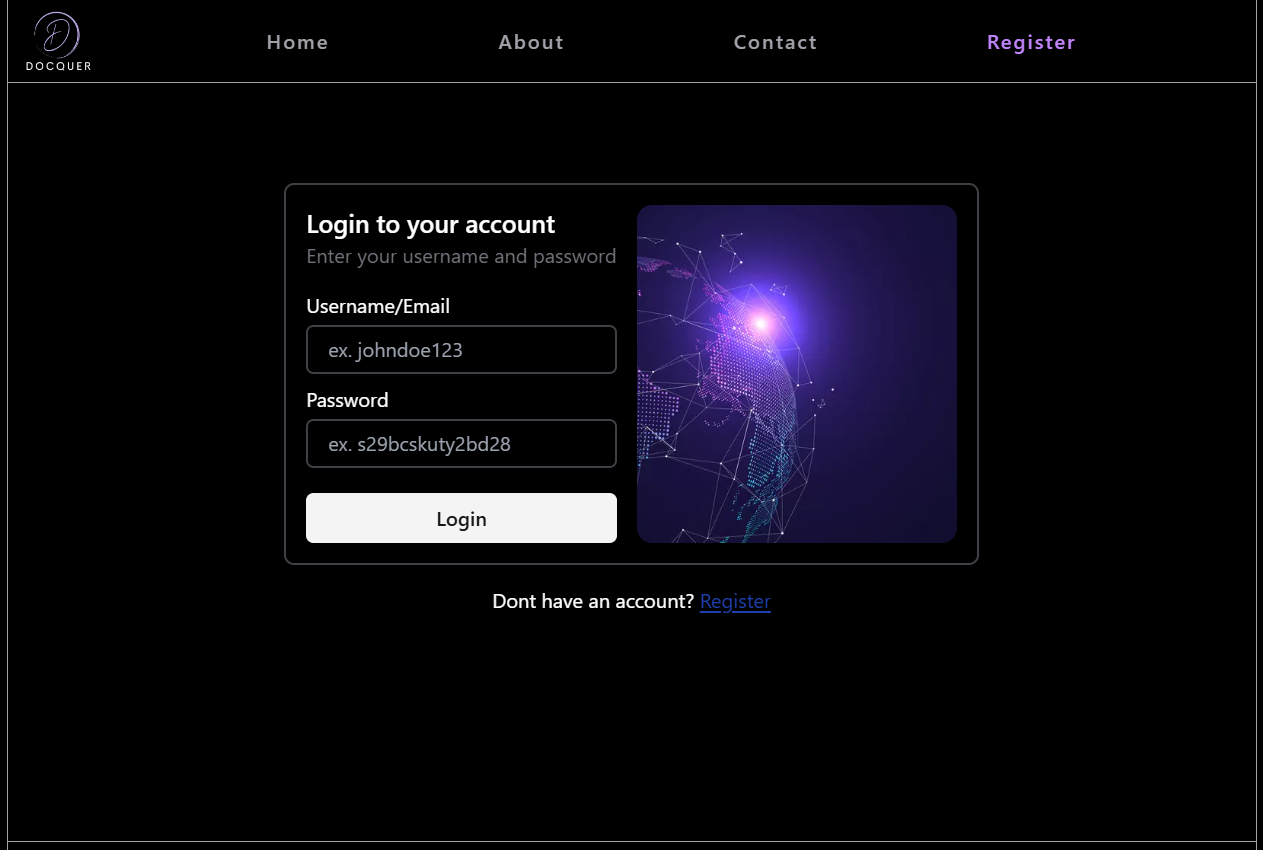 DOCQUER
Home About Contact Register
Login to your account
Enter your username and password
Username/Email
ex. johndoe123
Password
ex. s29bcskuty2bd28
Login
Dont have an account? Register